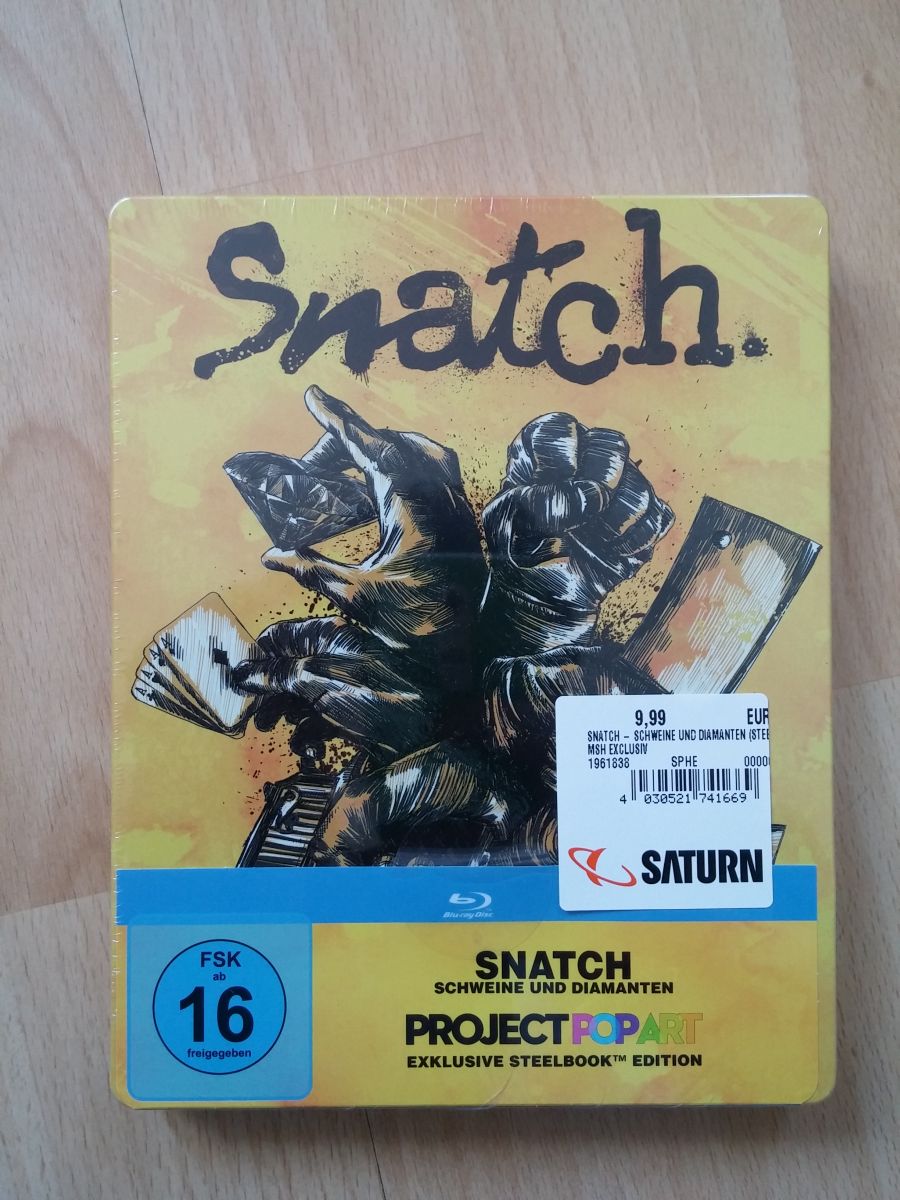 Snatch.
9,99 EUR
SNATCH - SCHWEINE UND DIAMANTEN (STEE
MSH EXCLUSIV
1961838 SPHE 0000
4 030521 741669
SATURN
Blu-ray Disc
FSK
ab
16
freigegeben
SNATCH
SCHWEINE UND DIAMANTEN
PROJECT POP ART
EXKLUSIVE STEELBOOK™ EDITION
A
A
A
A
K